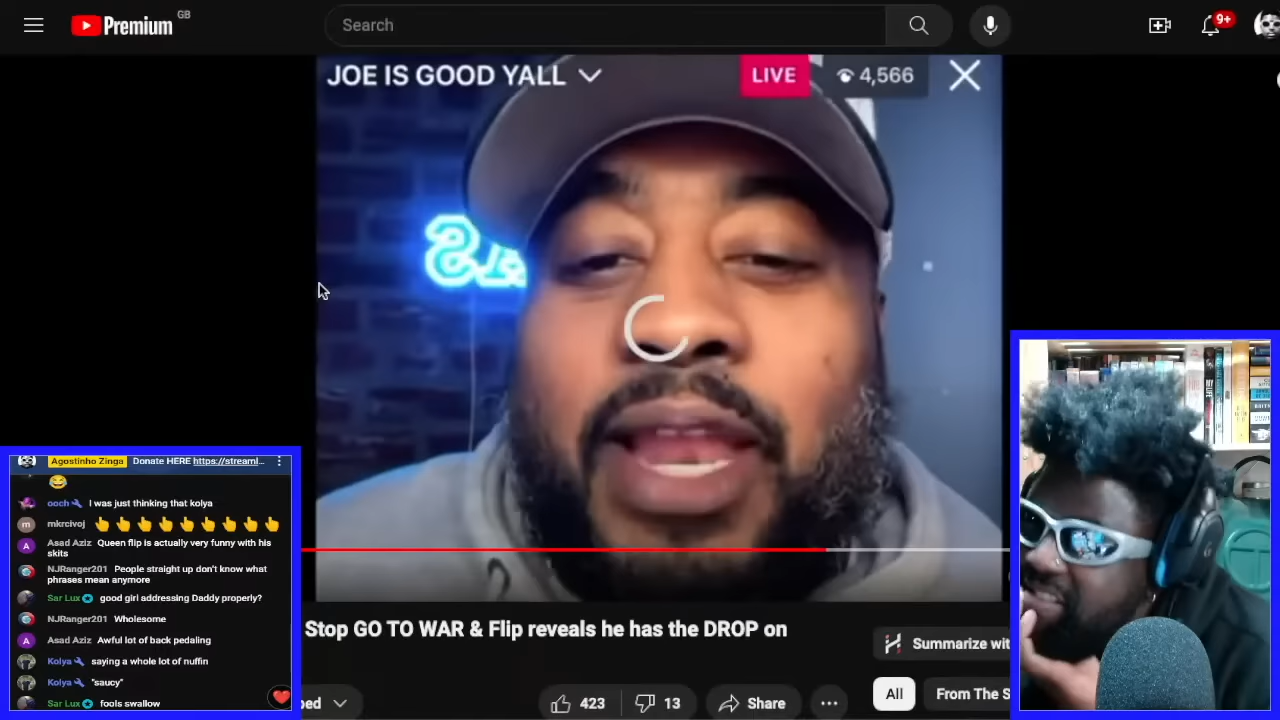 Premium
GB
Search
9+
JOE IS GOOD YALL
LIVE
4,566
Agostinho Zinga Donate HERE https://streaml...
ooch I was just thinking that kolya
mkrcivoj
Asad Aziz Queen flip is actually very funny with his
skits
NJRanger201 People straight up don't know what
phrases mean anymore
Sar Lux good girl addressing Daddy properly?
NJRanger201 Wholesome
Asad Aziz Awful lot of back pedaling
Kolya saying a whole lot of nuffin
Kolya "saucy"
Sar Lux fools swallow
Stop GO TO WAR & Flip reveals he has the DROP on
Summarize wit
bed
423
13
Share
All
From The S